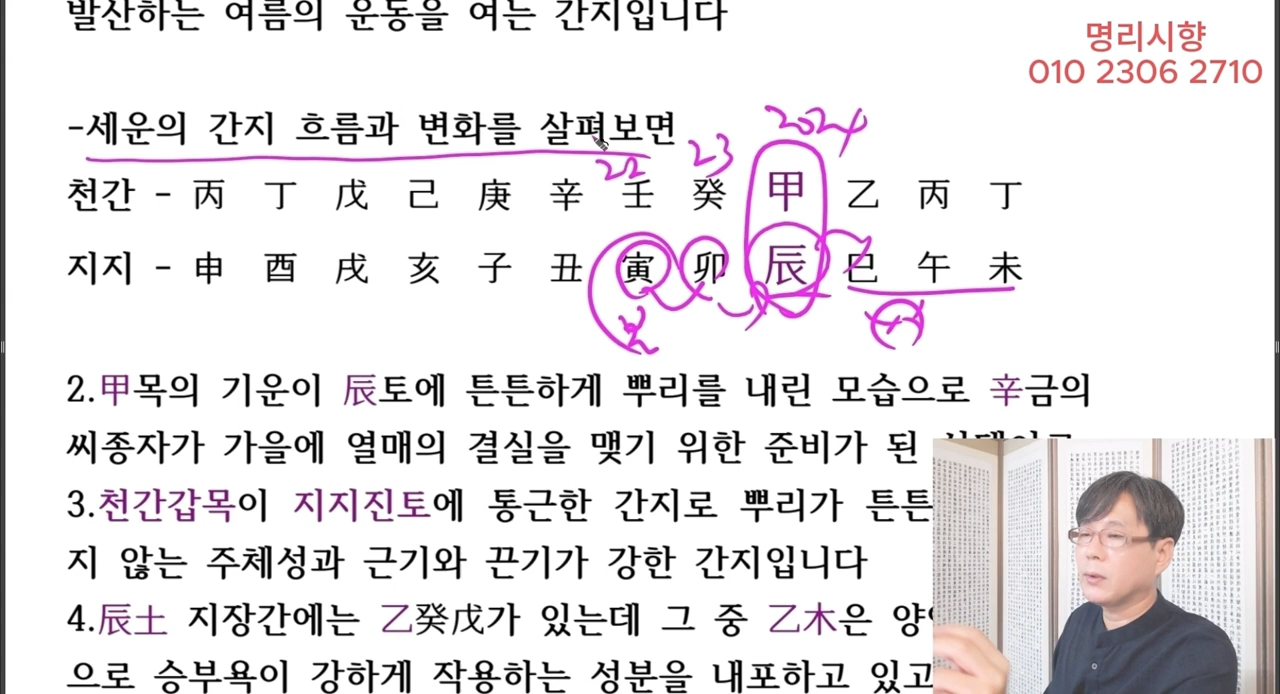 발산하는 여름의 운동을 여는 간지입니다
명리시향
010 2306 2710
-세운의 간지 흐름과 변화를 살펴보면
2024
22 23
천간 - 丙 丁 戊 己 庚 辛 壬 癸 甲 乙 丙 丁
지지 - 申 酉 戌 亥 子 丑 寅 卯 辰 巳 午 未
2.甲목의 기운이 辰토에 튼튼하게 뿌리를 내린 모습으로 辛금의
씨종자가 가을에 열매의 결실을 맺기 위한 준비가 된
3.천간갑목이 지지진토에 통근한 간지로 뿌리가 튼튼
지 않는 주체성과 근기와 끈기가 강한 간지입니다
4.辰土 지장간에는 乙癸戊가 있는데 그 중 乙木은
으로 승부욕이 강하게 작용하는 성분을 내포하고 있고